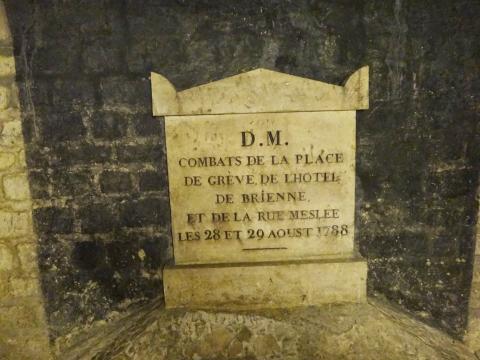 D.M.
COMBATS DE LA PLACE
DE GRÈVE, DE L'HÔTEL
DE BRIENNE,
ET DE LA RUE MESLÉE
LES 28 ET 29 AOUST 1788